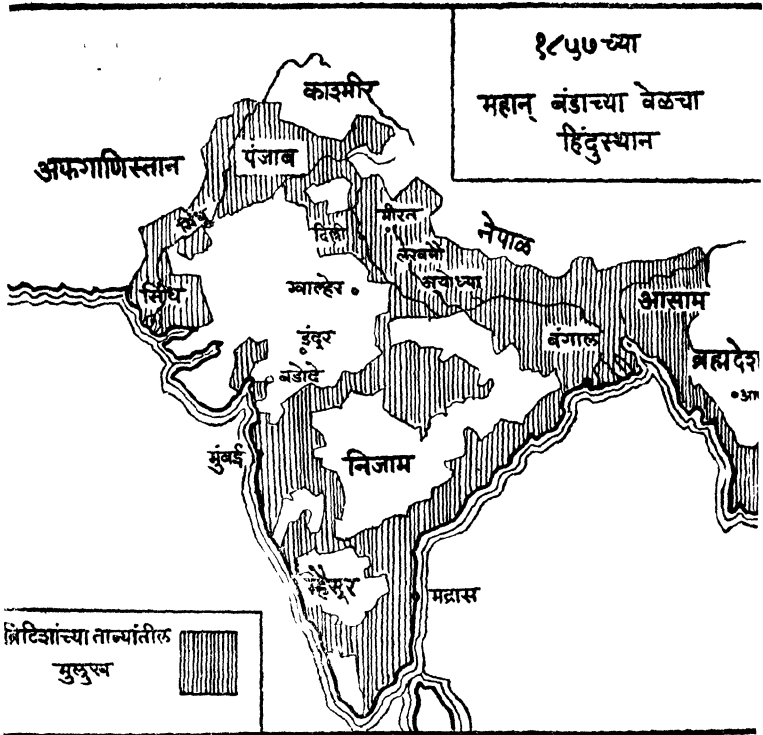 १८५७च्या
महान् बंडाच्या वेळचा
हिंदुस्थान
काश्मीर
अफगाणिस्तान
पंजाब
सिंधू
मीरत
दिल्ली
नेपाळ
लखनौ
अयोध्या
सिंध
ग्वाल्हेर
आसाम
इंदूर
बंगाल
बडोदे
ब्रह्मदेश
मुंबई
निजाम
म्हैसूर
मद्रास
ब्रिटिशांच्या ताब्यांतील
मुलुख